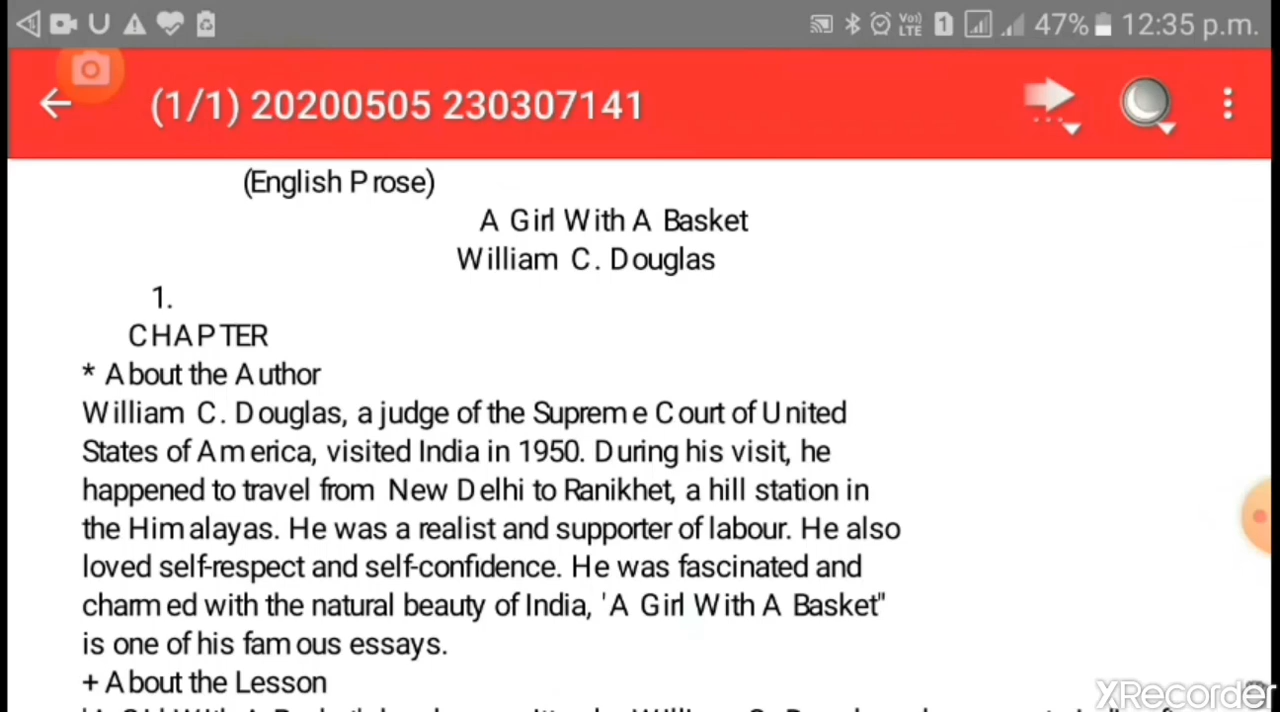 Vo))
LTE 1 47% 12:35 p.m.
(1/1) 20200505 230307141
(English Prose)
A Girl With A Basket
William C. Douglas
1.
CHAPTER
* About the Author
William C. Douglas, a judge of the Supreme Court of United
States of America, visited India in 1950. During his visit, he
happened to travel from New Delhi to Ranikhet, a hill station in
the Himalayas. He was a realist and supporter of labour. He also
loved self-respect and self-confidence. He was fascinated and
charmed with the natural beauty of India, 'A Girl With A Basket"
is one of his famous essays.
+ About the Lesson
XRecorder